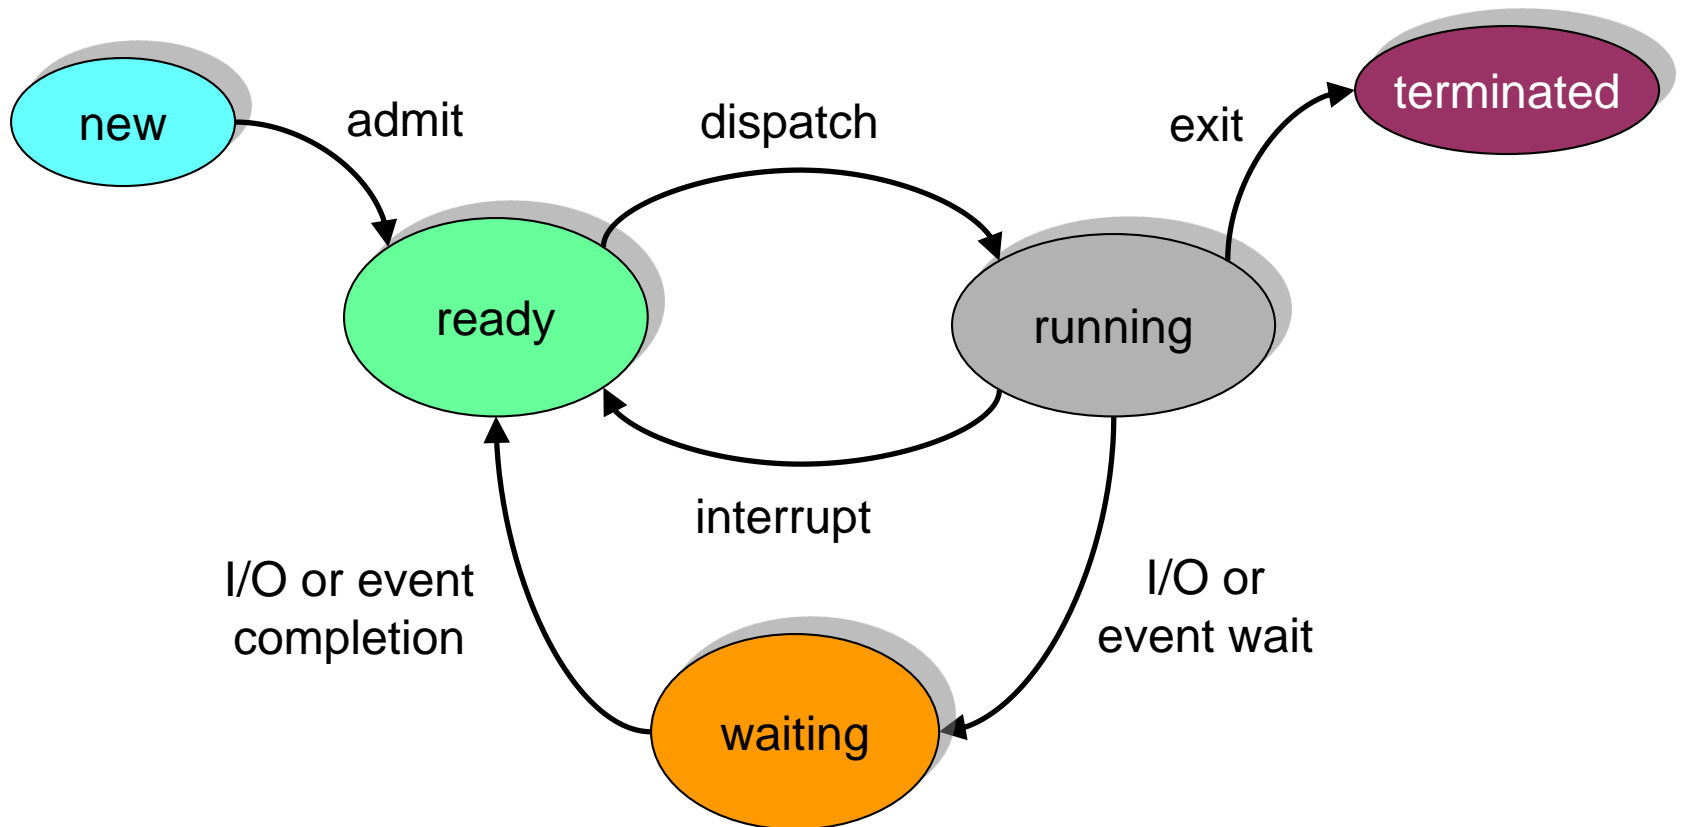 new
admit
dispatch
exit
terminated
ready
running
interrupt
I/O or event
completion
I/O or
event wait
waiting